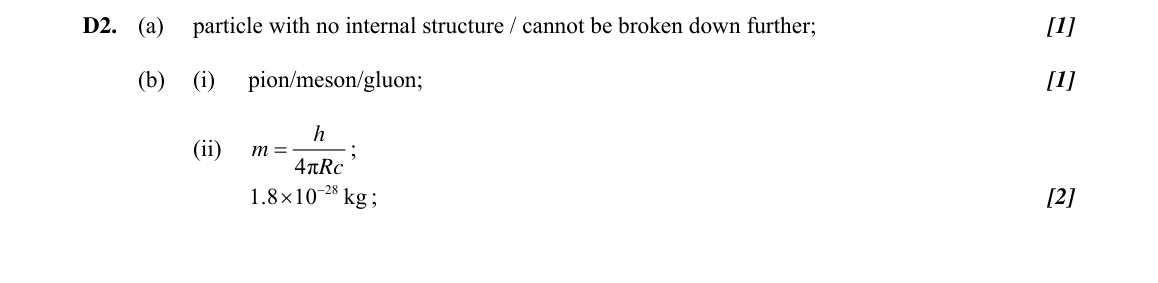 D2. (a) particle with no internal structure / cannot be broken down further; [1]
(b) (i) pion/meson/gluon; [1]
(ii) m = h / 4πRc ;
1.8×10⁻²⁸ kg ; [2]